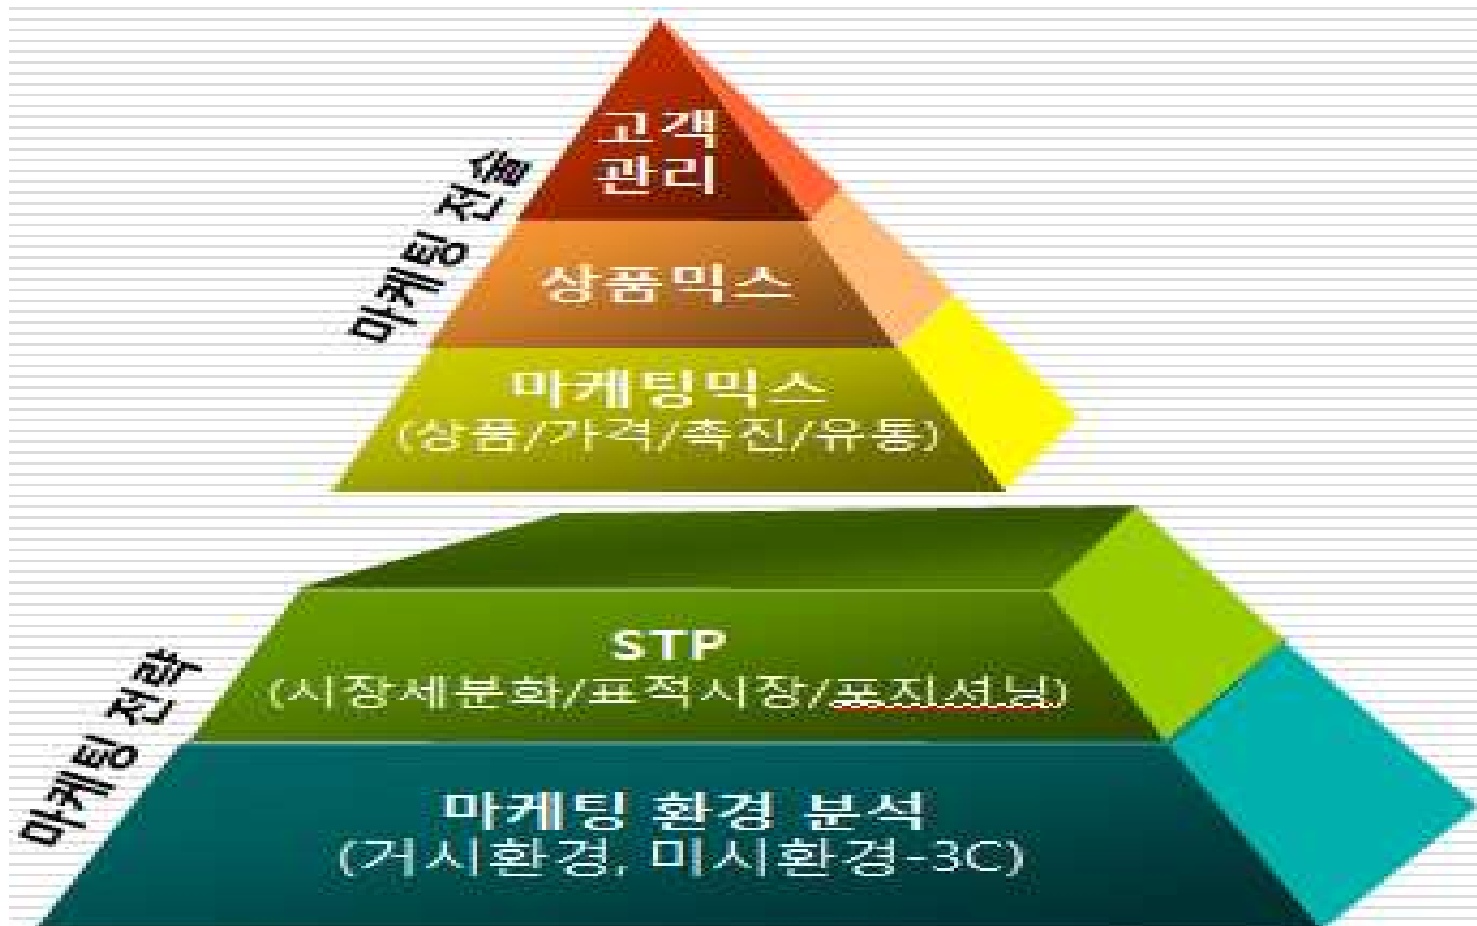 고객
관리
마케팅 전술
상품믹스
마케팅믹스
(상품/가격/촉진/유통)
STP
(시장세분화/표적시장/포지셔닝)
마케팅 전략
마케팅 환경 분석
(거시환경, 미시환경-3C)